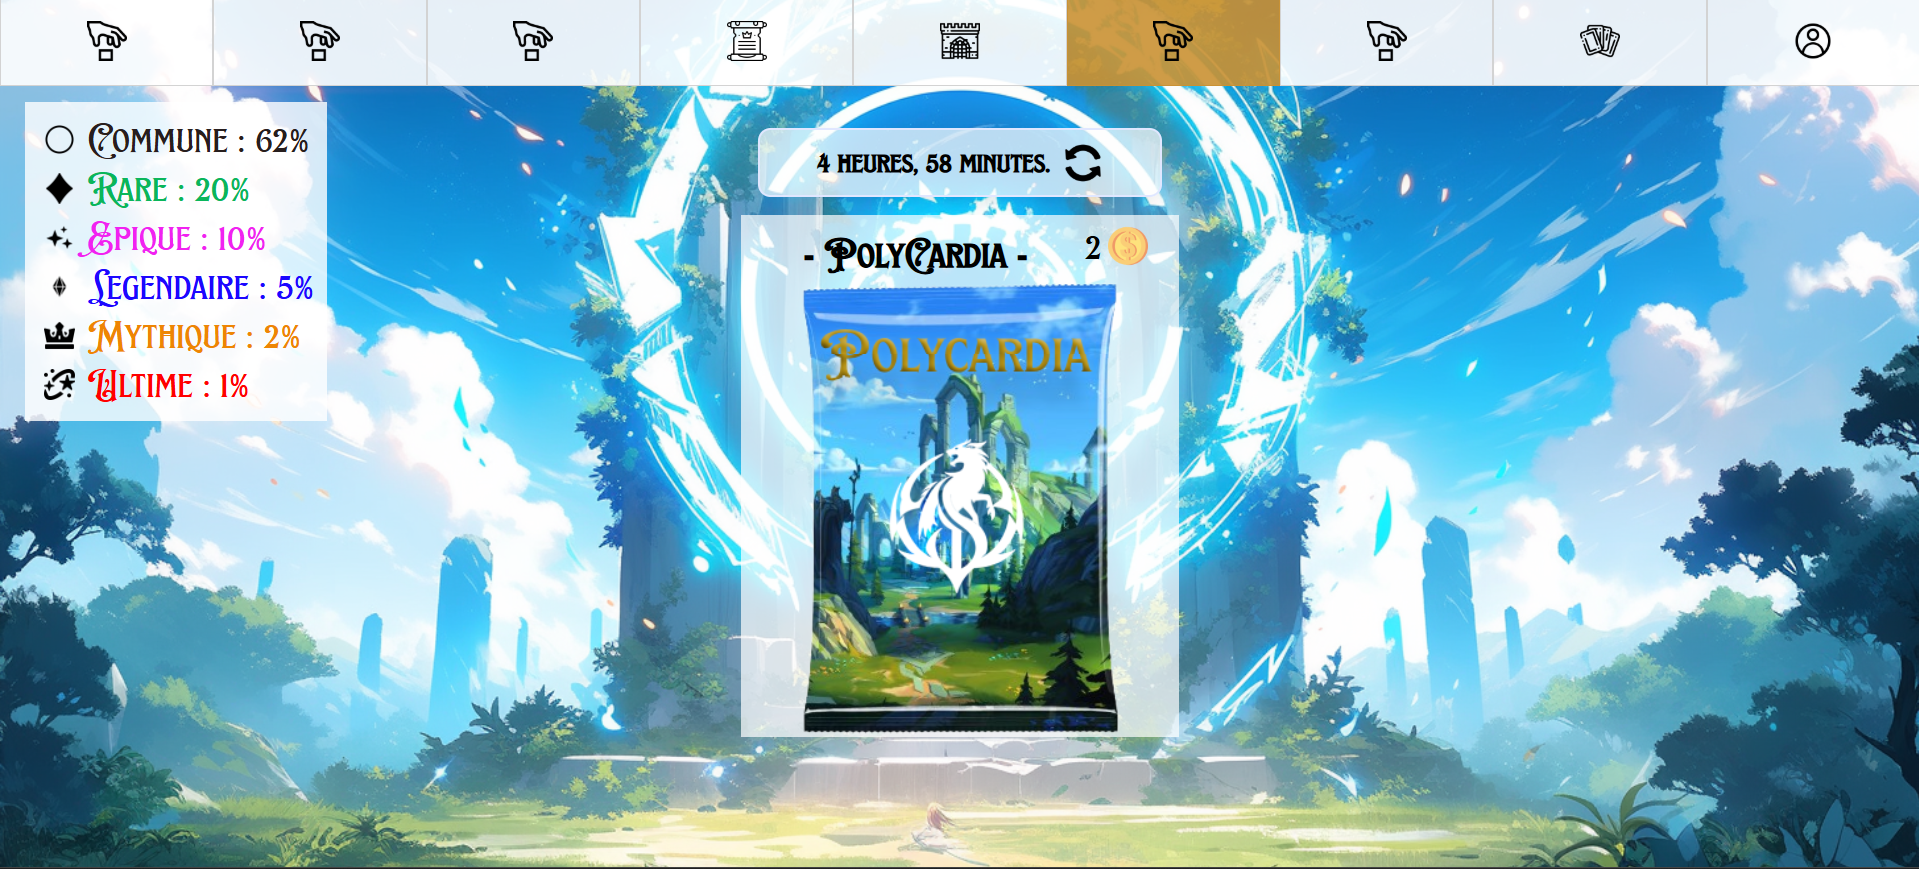 Commune : 62%
Rare : 20%
Epique : 10%
Legendaire : 5%
Mythique : 2%
Ultime : 1%
4 heures, 58 minutes.
- PolyCardia -
2
Polycardia